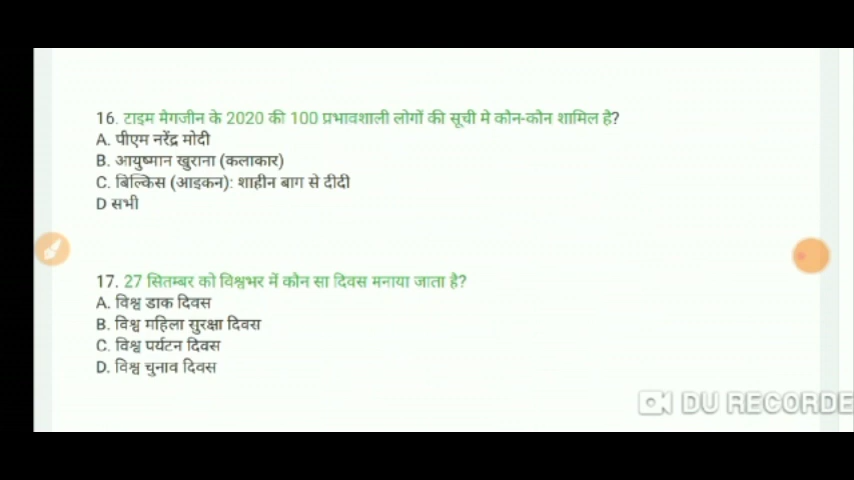 16. टाइम मैगजीन के 2020 की 100 प्रभावशाली लोगों की सूची मे कौन-कौन शामिल है?
A. पीएम नरेंद्र मोदी
B. आयुष्मान खुराना (कलाकार)
C. बिल्किस (आइकन): शाहीन बाग से दीदी
D सभी
17. 27 सितम्बर को विश्वभर में कौन सा दिवस मनाया जाता है?
A. विश्व डाक दिवस
B. विश्व महिला सुरक्षा दिवस
C. विश्व पर्यटन दिवस
D. विश्व चुनाव दिवस
DU RECORDE